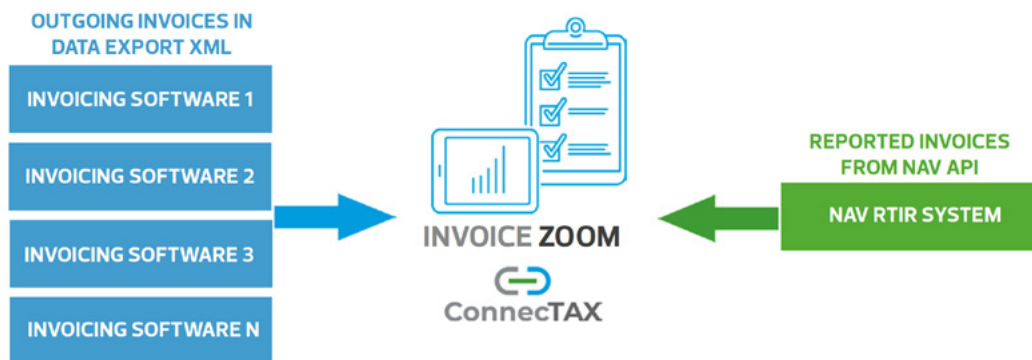 OUTGOING INVOICES IN
DATA EXPORT XML
INVOICING SOFTWARE 1
INVOICING SOFTWARE 2
INVOICING SOFTWARE 3
INVOICING SOFTWARE N
INVOICE ZOOM
ConnecTAX
REPORTED INVOICES
FROM NAV API
NAV RTIR SYSTEM